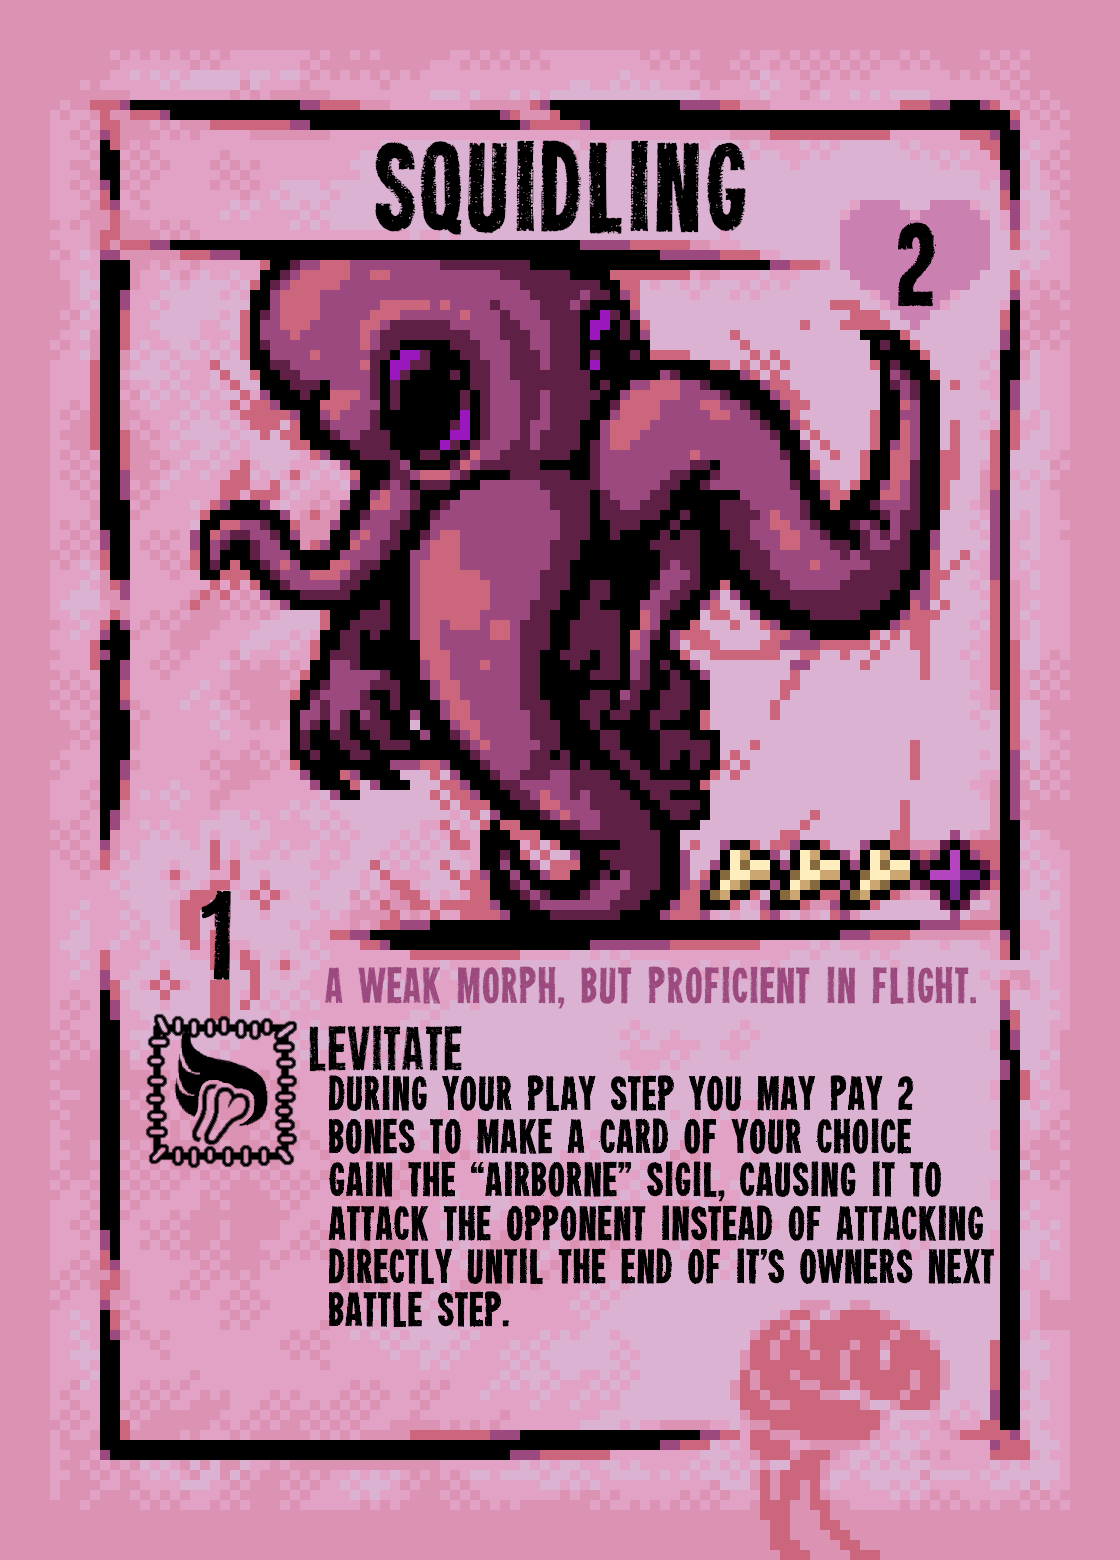 SQUIDLING
2
1
A WEAK MORPH, BUT PROFICIENT IN FLIGHT.
LEVITATE
DURING YOUR PLAY STEP YOU MAY PAY 2
BONES TO MAKE A CARD OF YOUR CHOICE
GAIN THE “AIRBORNE” SIGIL, CAUSING IT TO
ATTACK THE OPPONENT INSTEAD OF ATTACKING
DIRECTLY UNTIL THE END OF IT’S OWNERS NEXT
BATTLE STEP.